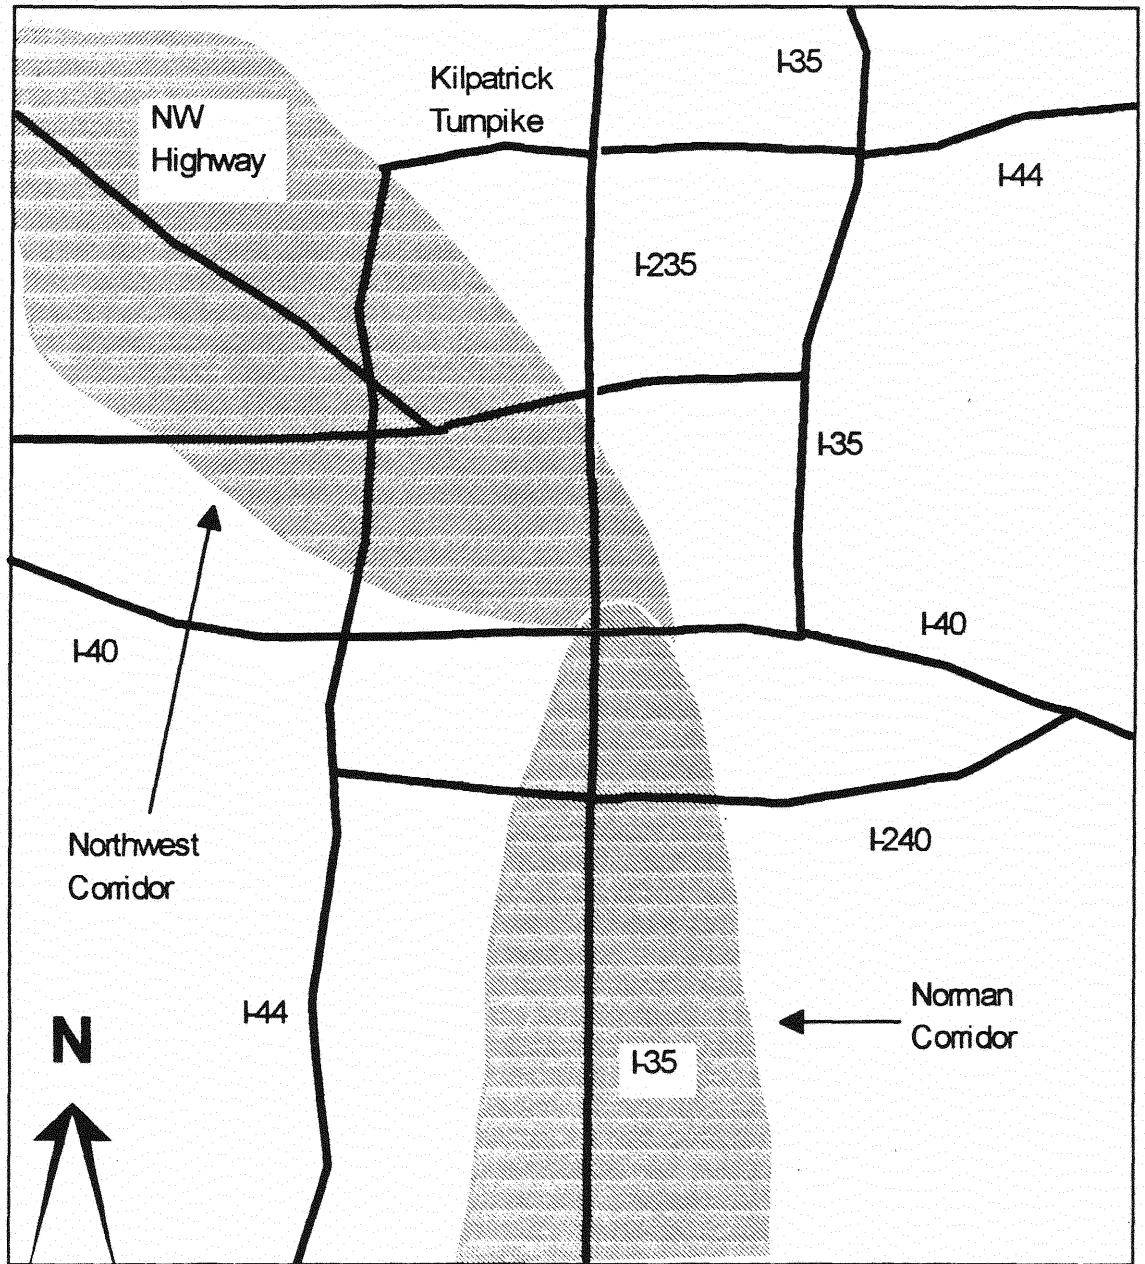 I-35
Kilpatrick
Turnpike
NW
Highway
I-44
I-235
I-35
I-40
I-40
Northwest
Corridor
I-240
Norman
Corridor
I-44
N
I-35